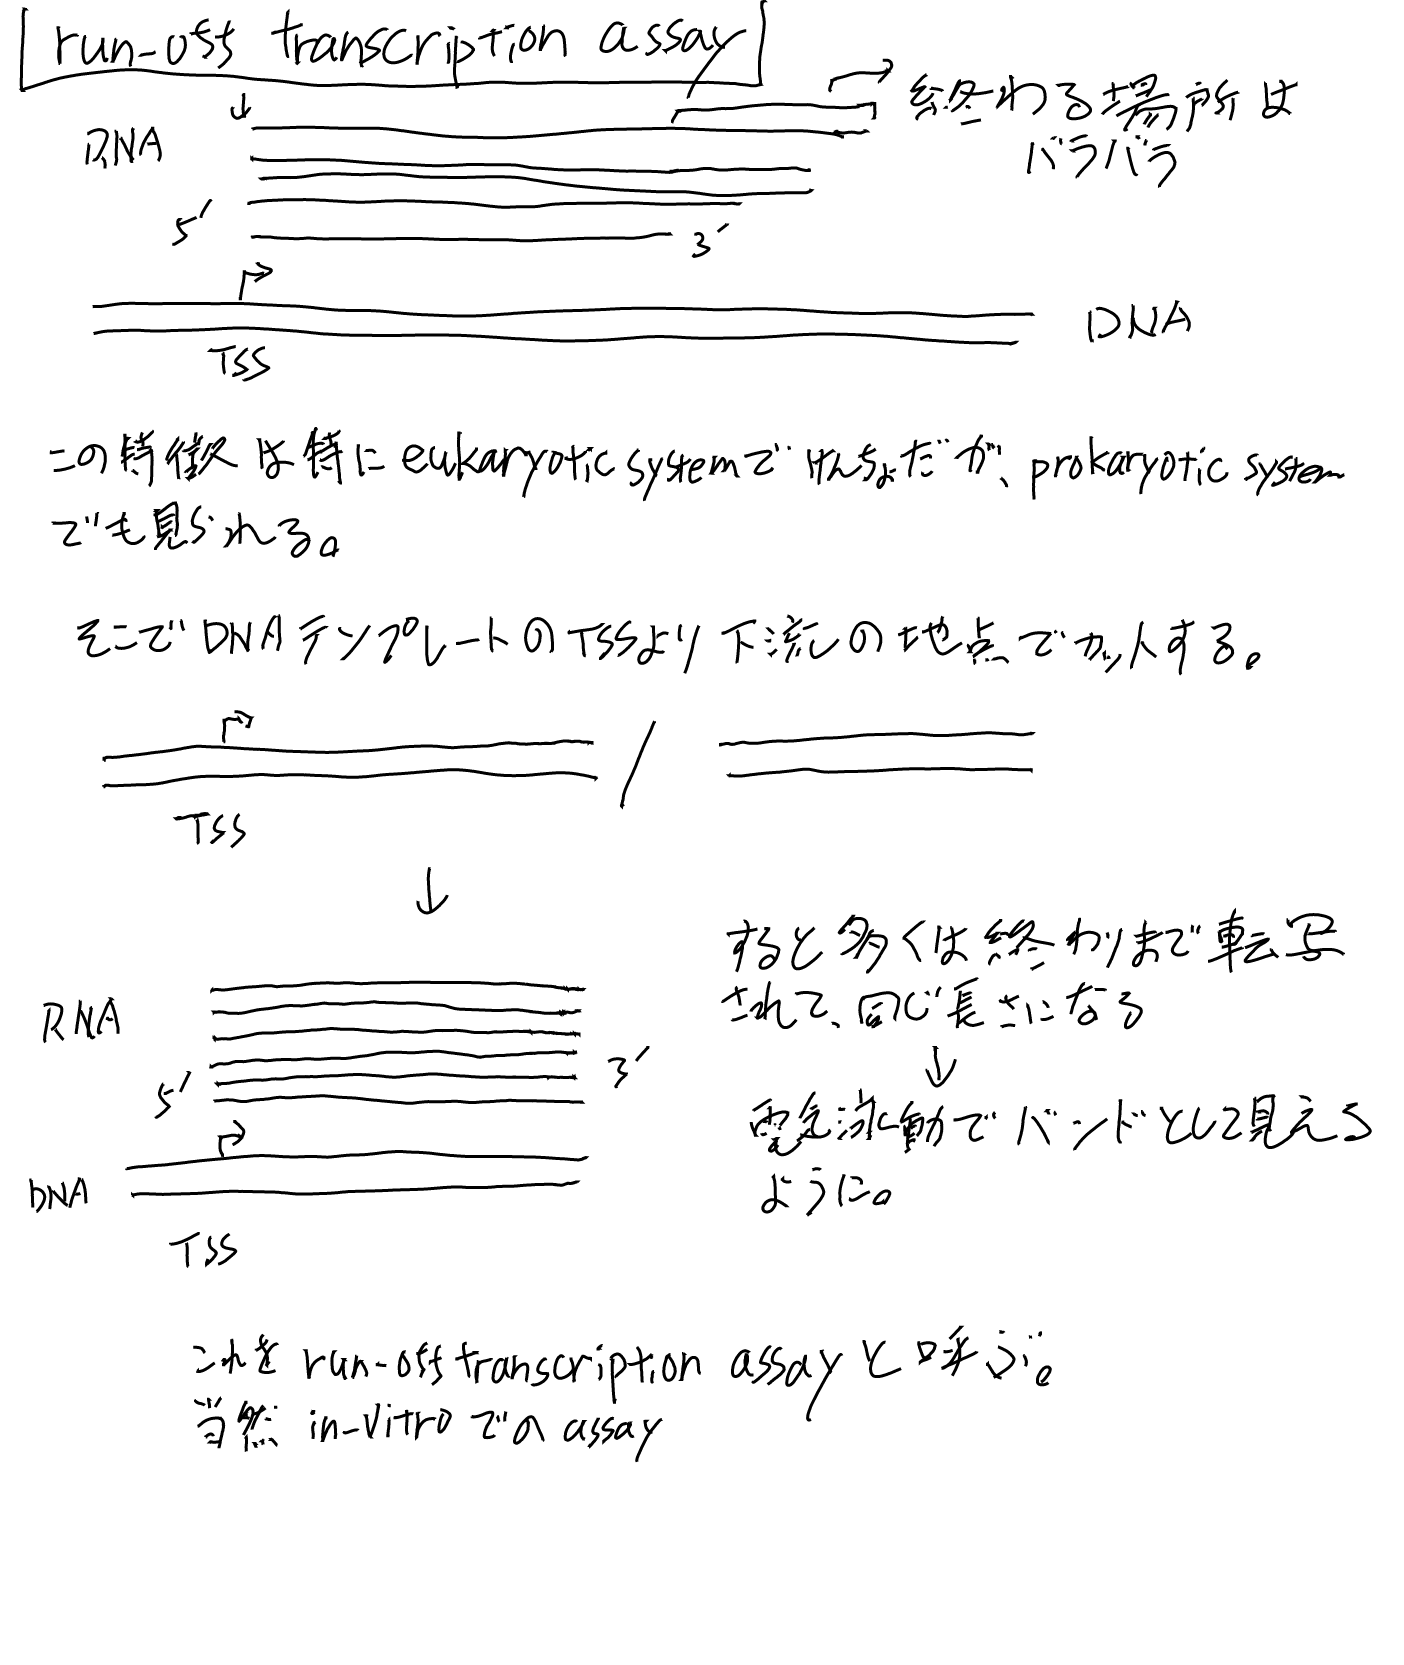 run-off transcription assay
RNA
終わる場所は
バラバラ
5'
3'
DNA
TSS
この特徴は特にeukaryotic systemでけんちょだが、prokaryotic system
でも見られる。
そこでDNAテンプレートのTSSより下流しの地点でカットする。
TSS
すると多くは終わりまで転写
されて、同じ長さになる
RNA
5'
3'
電気泳動でバンドとして見える
ように。
DNA
TSS
これをrun-off transcription assayと呼ぶ。
当然in-vitroでのassay